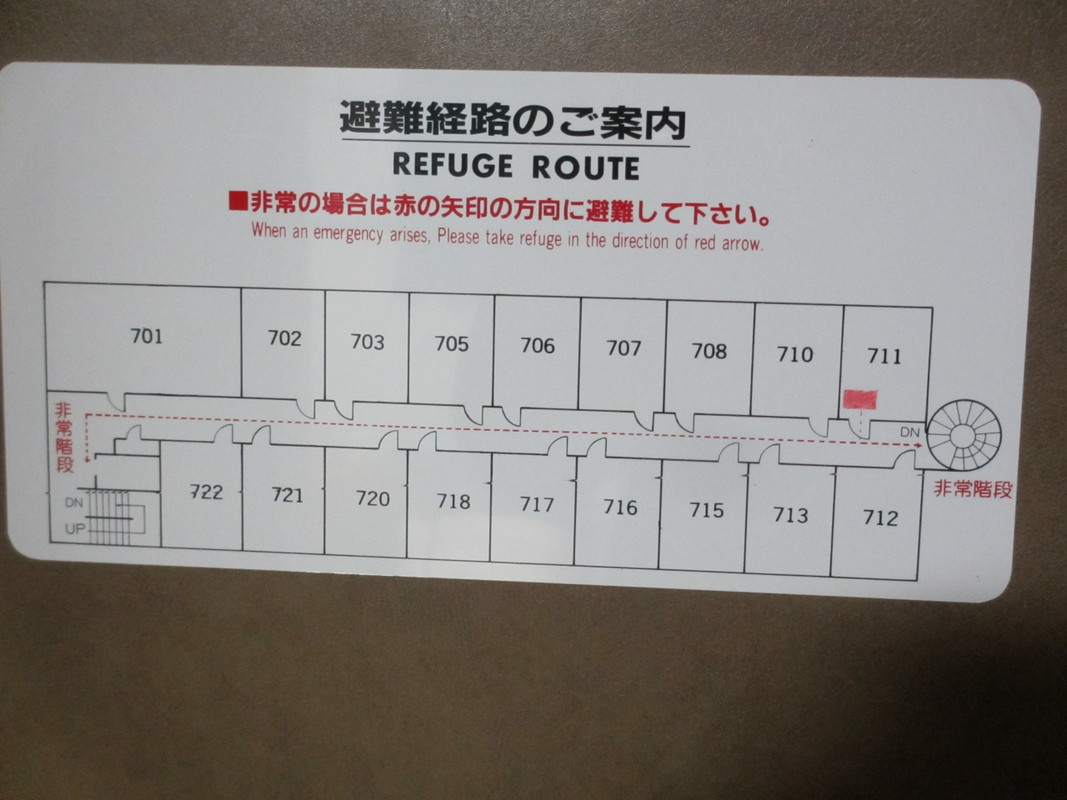 避難経路のご案内
REFUGE ROUTE
■非常の場合は赤の矢印の方向に避難して下さい。
When an emergency arises, Please take refuge in the direction of red arrow.
701 702 703 705 706 707 708 710 711
非常階段
DN
非常階段
722 721 720 718 717 716 715 713 712
DN
UP